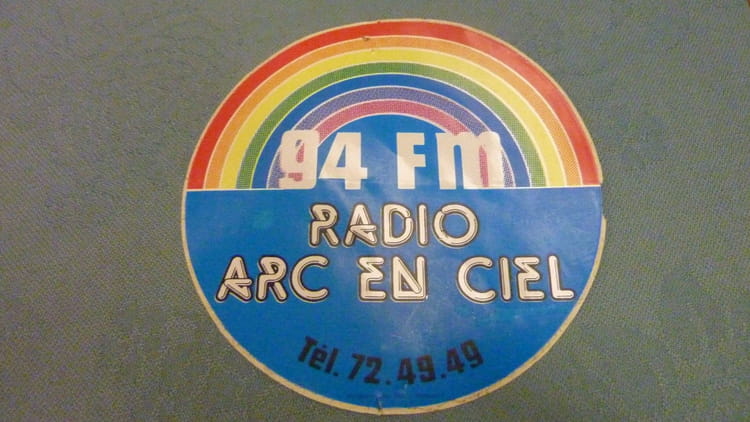 94 FM
RADIO
ARC EN CIEL
Tél. 72.49.49